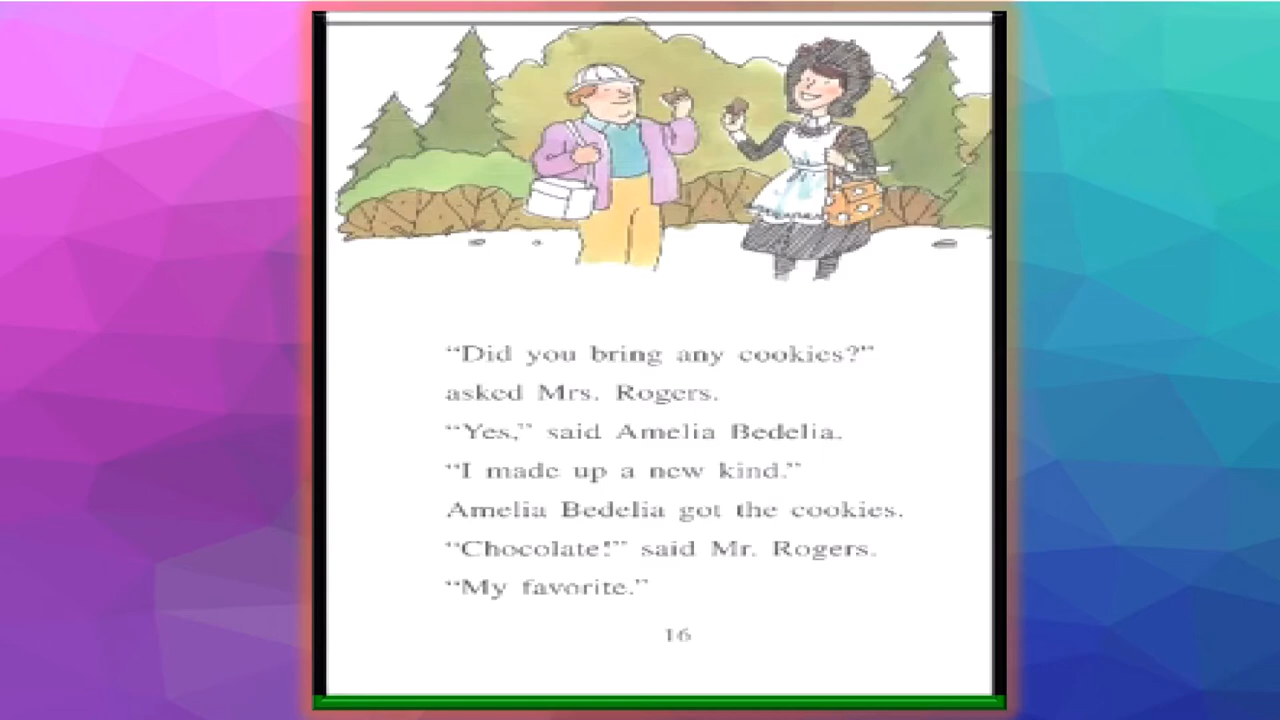 “Did you bring any cookies?”
asked Mrs. Rogers.
“Yes,” said Amelia Bedelia.
“I made up a new kind.”
Amelia Bedelia got the cookies.
“Chocolate!” said Mr. Rogers.
“My favorite.”
16